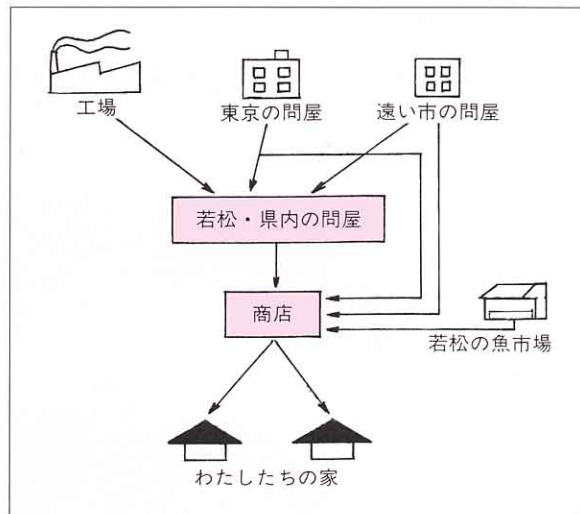 工場
東京の問屋
遠い市の問屋
若松・県内の問屋
商店
若松の魚市場
わたしたちの家